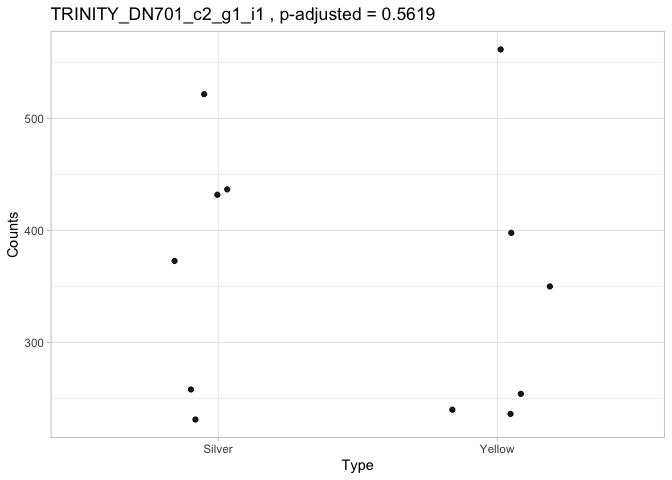 TRINITY_DN701_c2_g1_i1 , p-adjusted = 0.5619
500
400
300
Counts
Silver
Yellow
Type